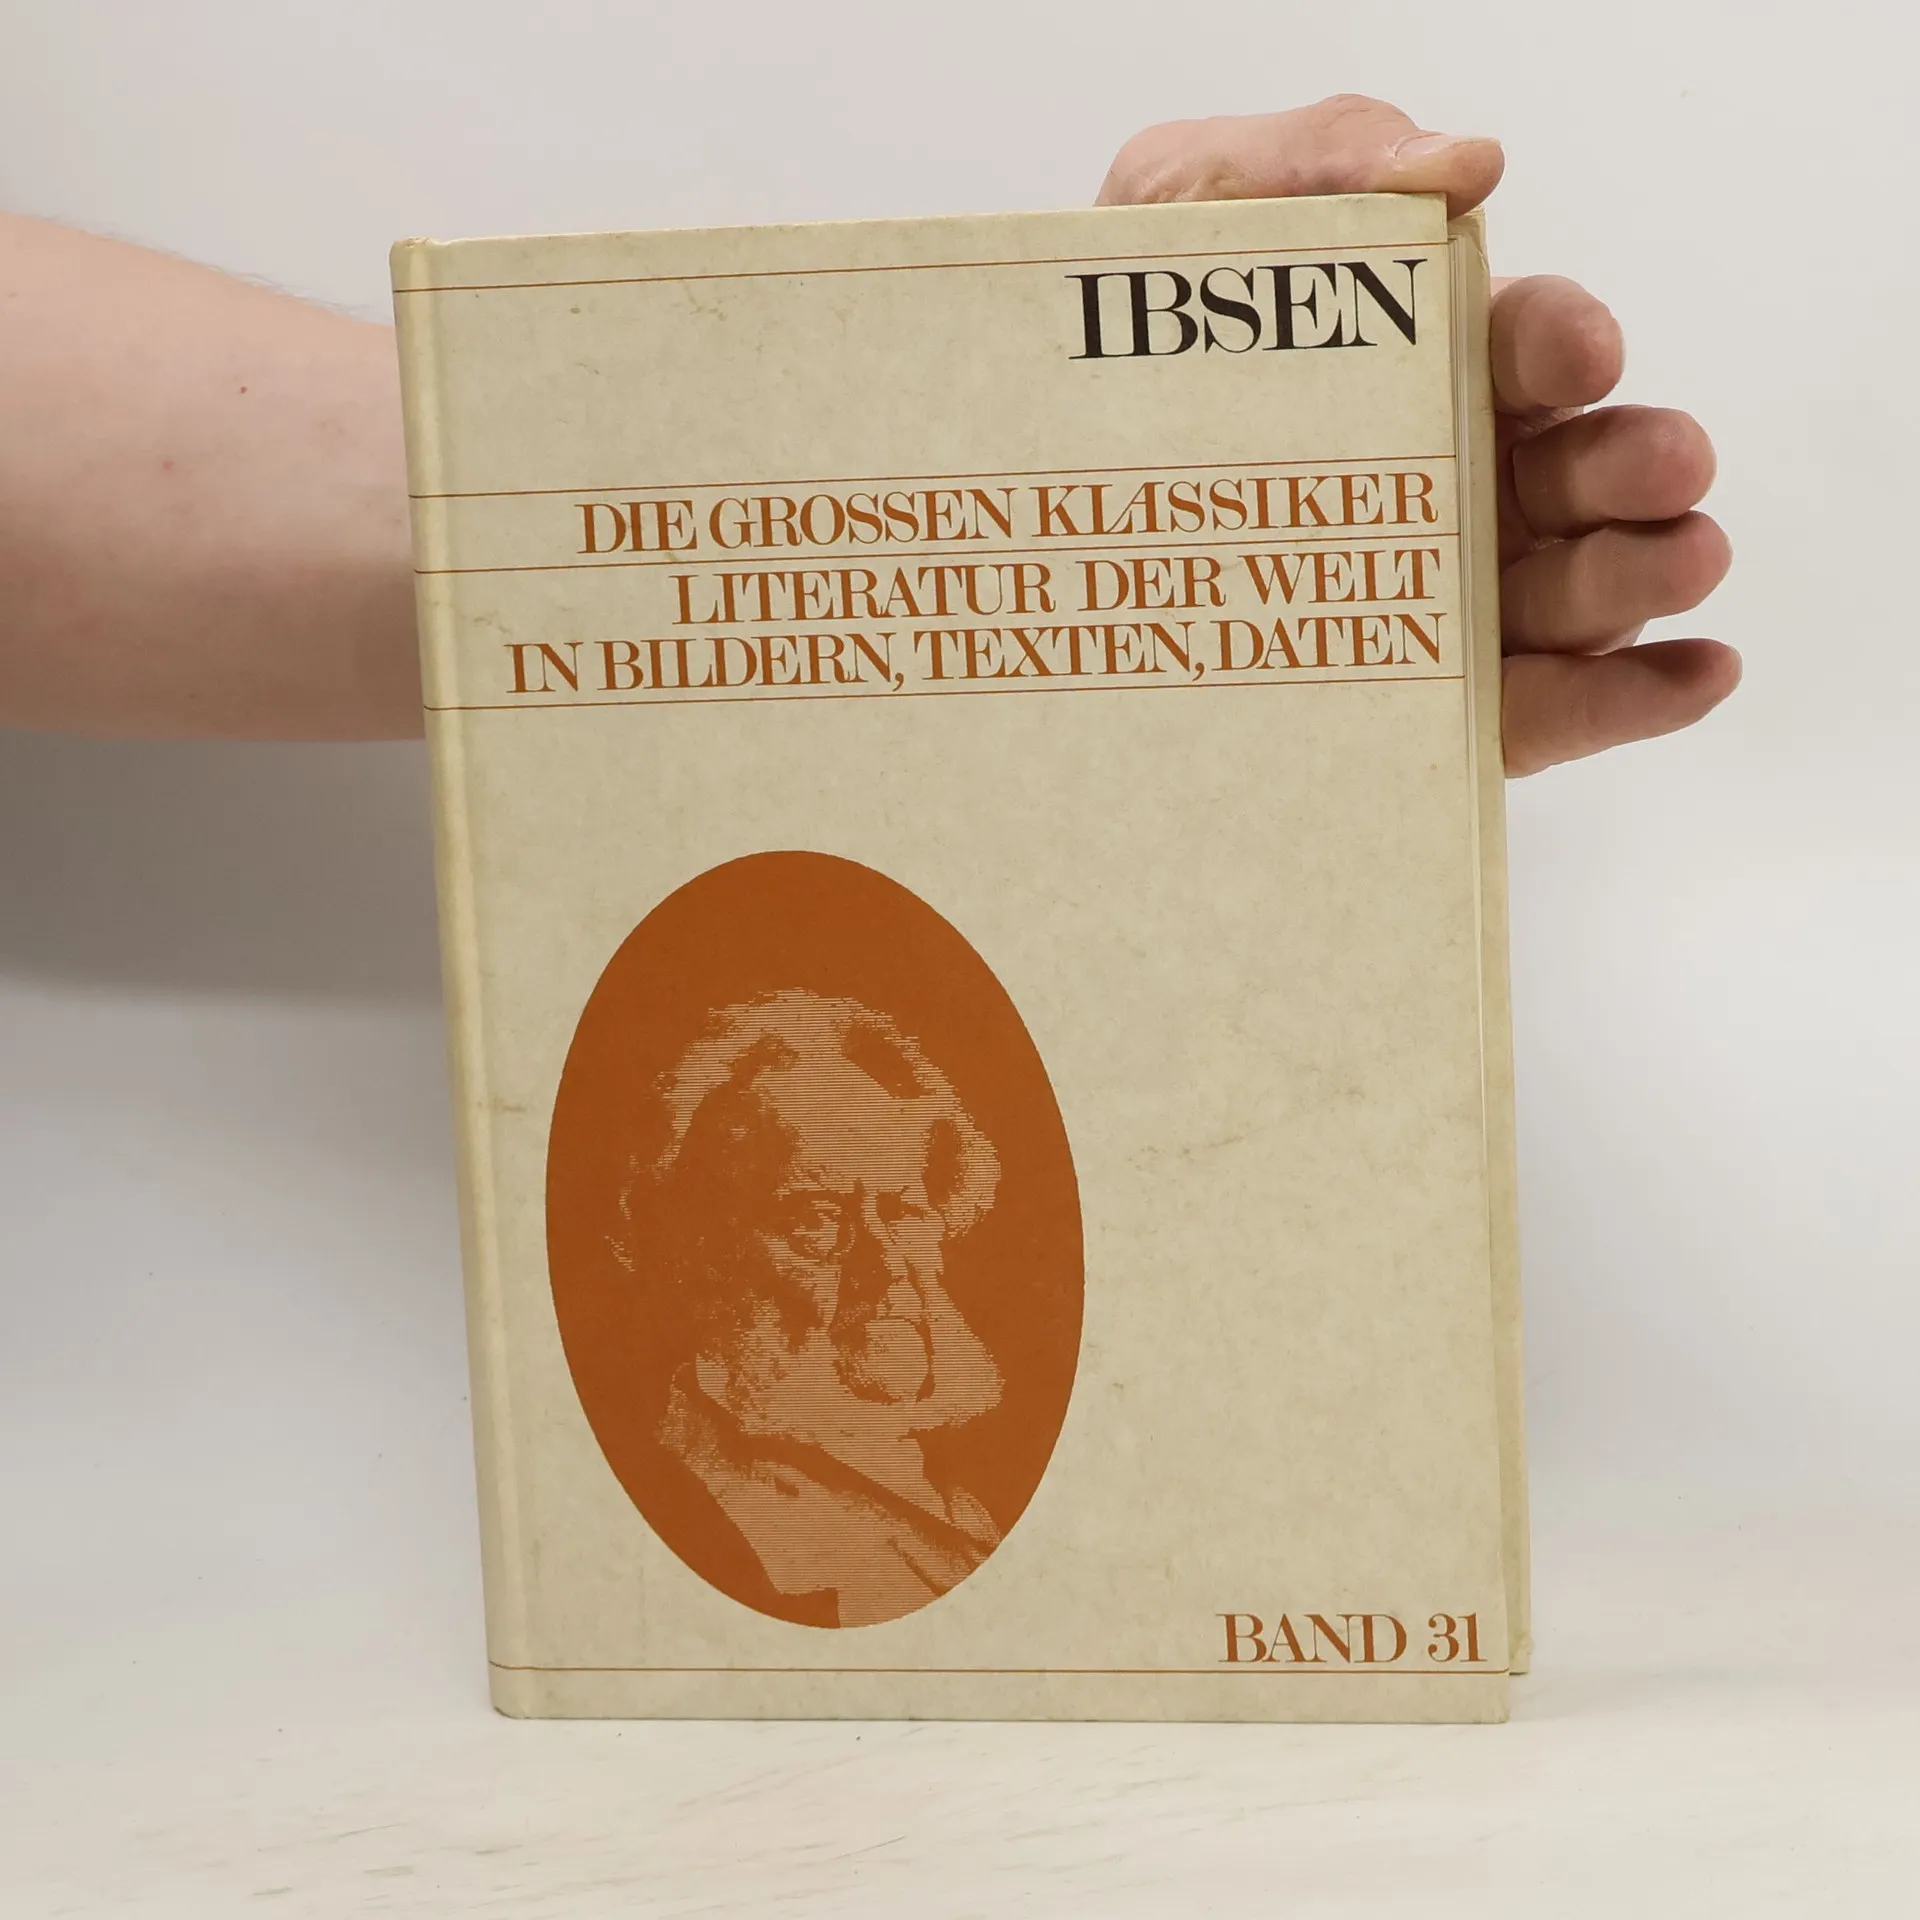 IBSEN
DIE GROSSEN KLASSIKER
LITERATUR DER WELT
IN BILDERN, TEXTEN, DATEN
BAND 31